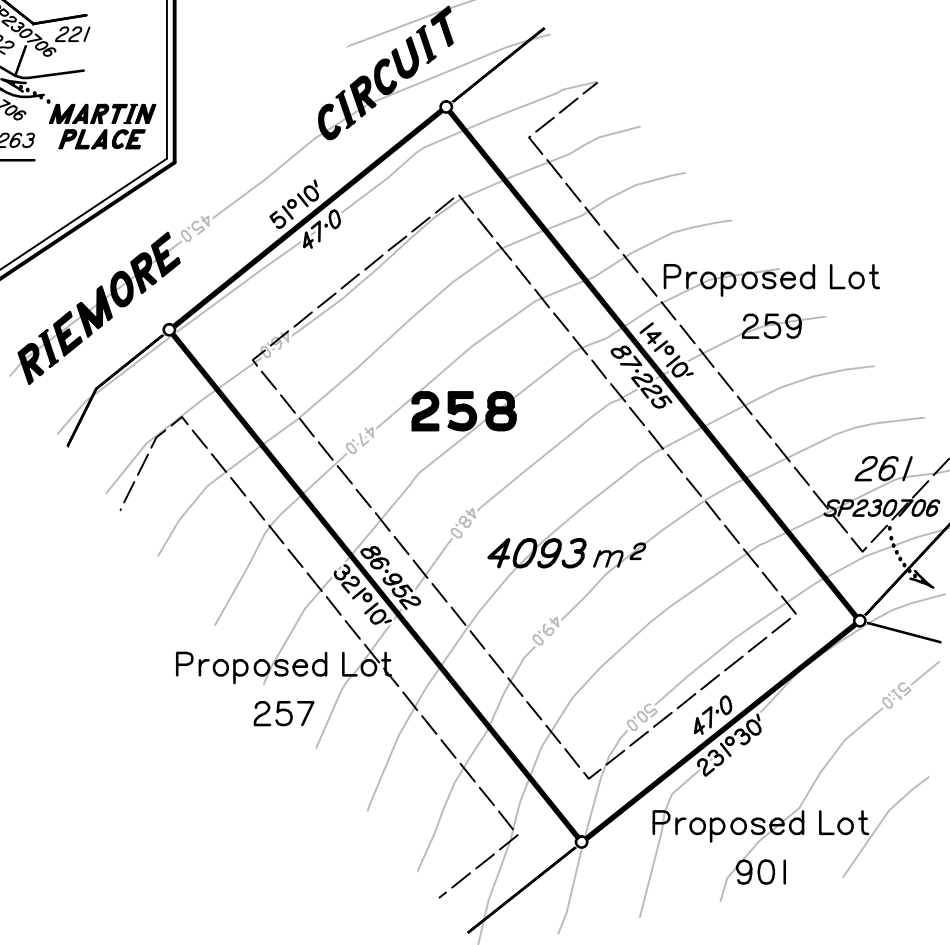 SP230706
221
MARTIN
PLACE
706
263
RIEMORE CIRCUIT
45.0
51°10'
47·0
46.0
Proposed Lot
259
141°10'
87·225
258
47.0
261
SP230706
48.0
4093 m²
86·952
321°10'
49.0
Proposed Lot
257
50.0
47·0
231°30'
51.0
Proposed Lot
901